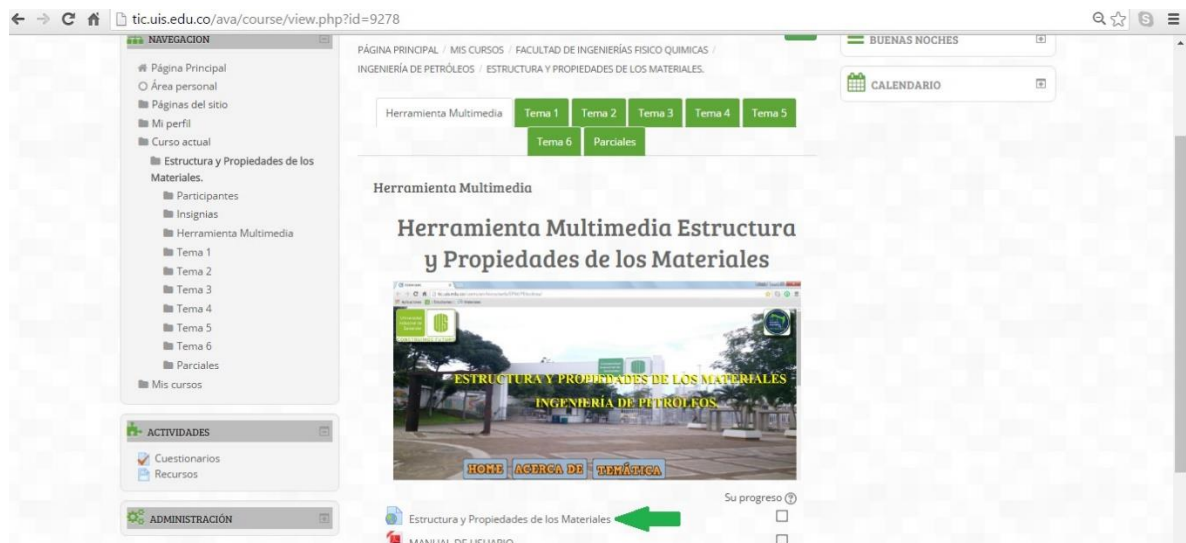 tic.uis.edu.co/ava/course/view.php?id=9278
NAVEGACIÓN
Página Principal
Área personal
Páginas del sitio
Mi perfil
Curso actual
Estructura y Propiedades de los
Materiales.
Participantes
Insignias
Herramienta Multimedia
Tema 1
Tema 2
Tema 3
Tema 4
Tema 5
Tema 6
Parciales
Mis cursos
ACTIVIDADES
Cuestionarios
Recursos
ADMINISTRACIÓN
PÁGINA PRINCIPAL / MIS CURSOS / FACULTAD DE INGENIERÍAS FISICO QUIMICAS /
INGENIERÍA DE PETRÓLEOS / ESTRUCTURA Y PROPIEDADES DE LOS MATERIALES.
Herramienta Multimedia Tema 1 Tema 2 Tema 3 Tema 4 Tema 5
Tema 6 Parciales
Herramienta Multimedia
Herramienta Multimedia Estructura
y Propiedades de los Materiales
ESTRUCTURA Y PROPIEDADES DE LOS MATERIALES
INGENIERÍA DE PETROLEOS.
HOME ACERCA DE TEMÁTICA
Su progreso
Estructura y Propiedades de los Materiales
MANUAL DE USUARIO
BUENAS NOCHES
CALENDARIO